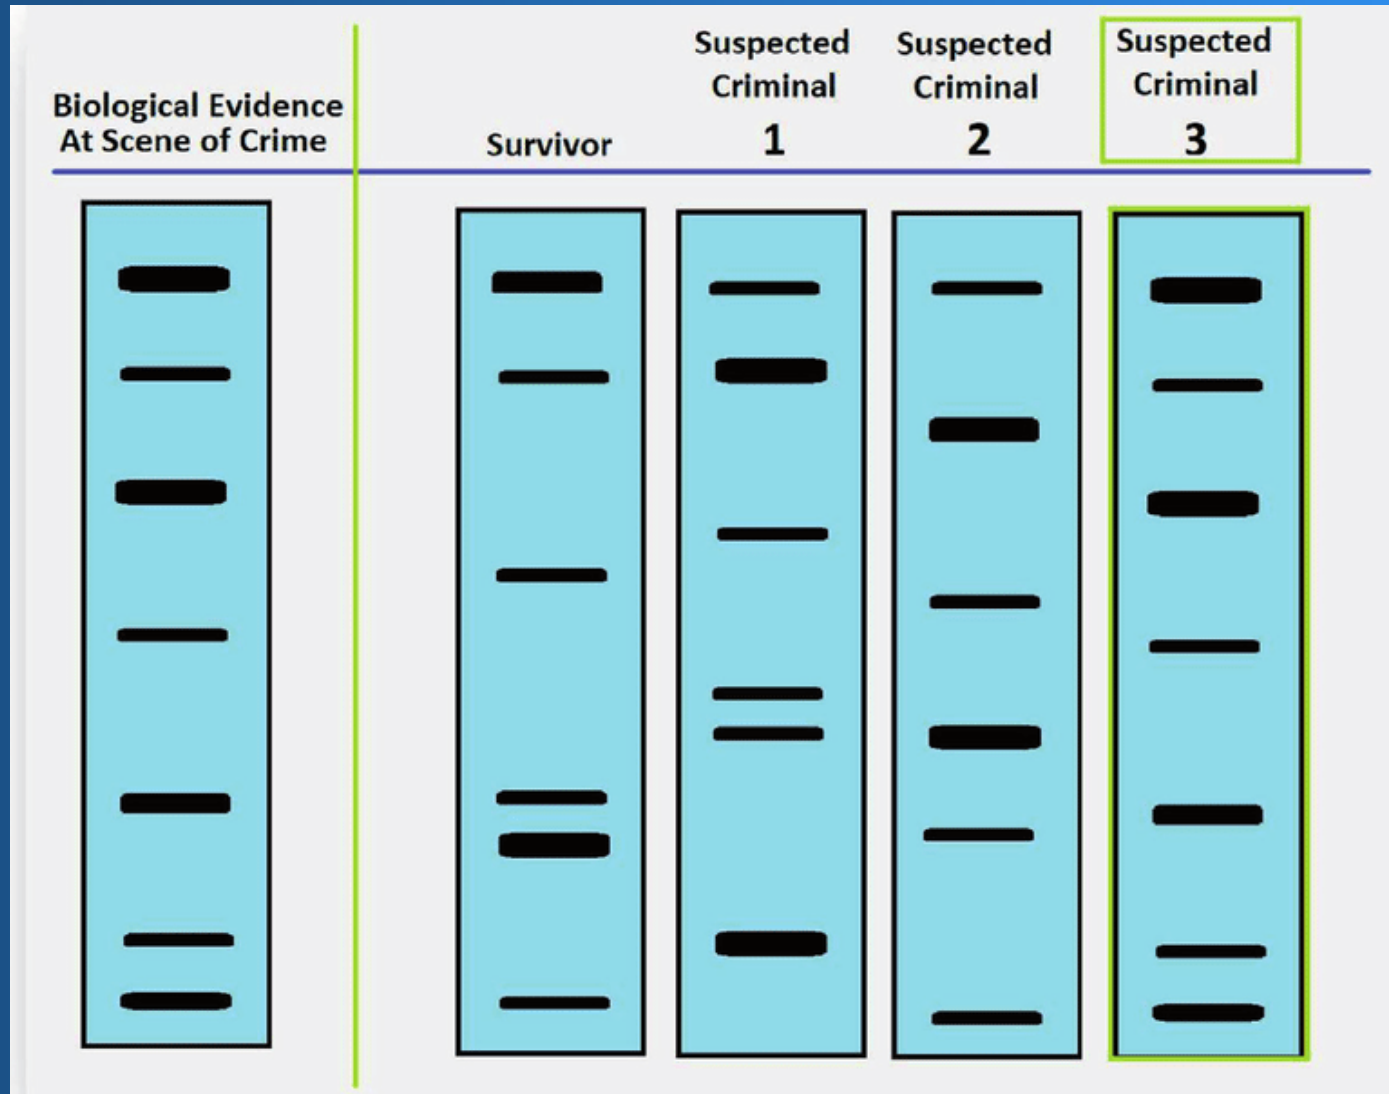 Biological Evidence
At Scene of Crime
Survivor
Suspected
Criminal
1
Suspected
Criminal
2
Suspected
Criminal
3